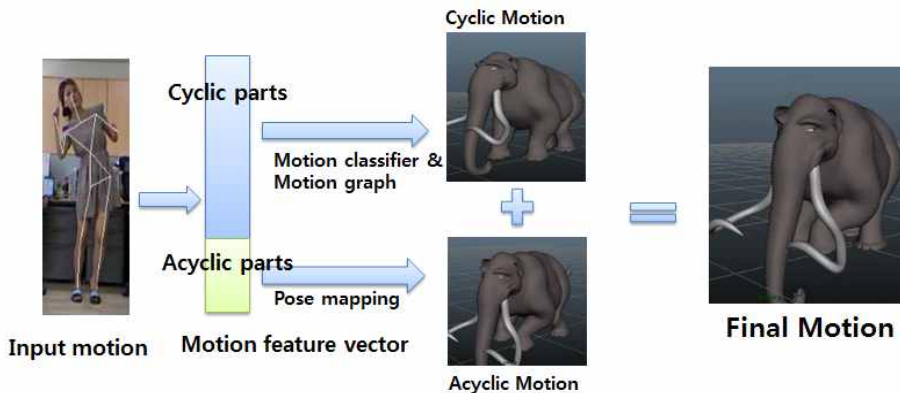 Cyclic Motion
Cyclic parts
Motion classifier &
Motion graph
Acyclic parts
Pose mapping
Input motion
Motion feature vector
Acyclic Motion
Final Motion